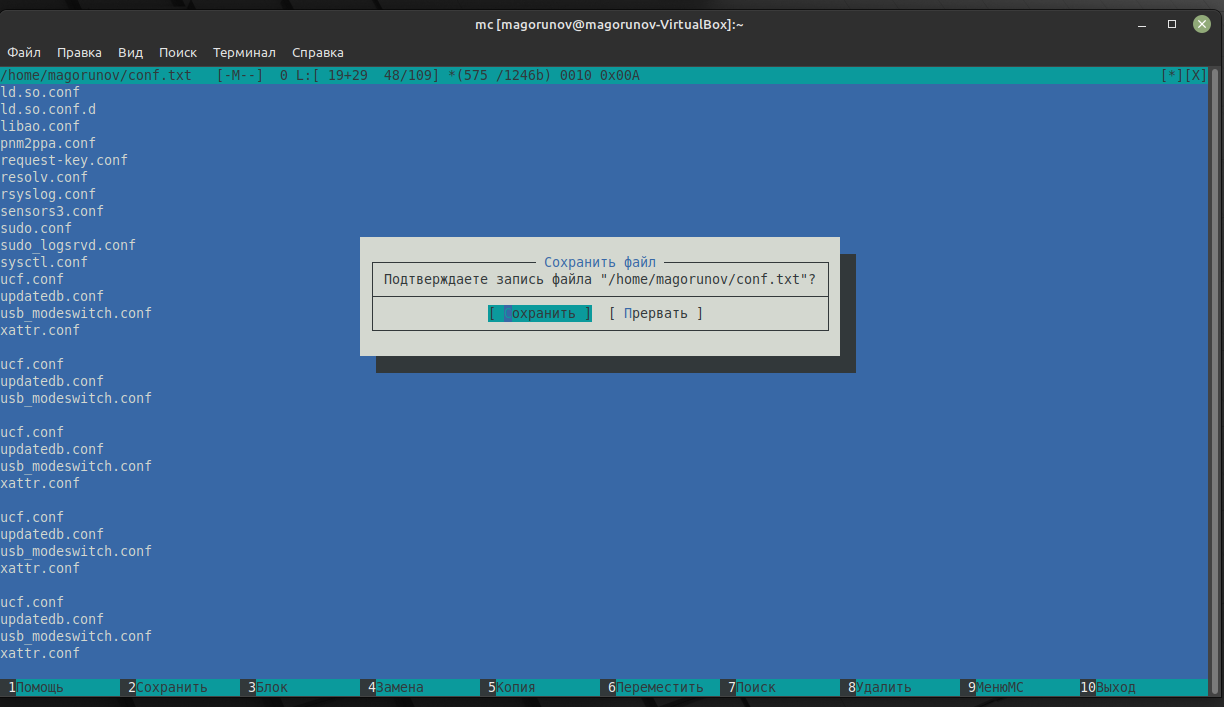 mc [magorunov@magorunov-VirtualBox]:~
Файл Правка Вид Поиск Терминал Справка
/home/magorunov/conf.txt [-M--] 0 L:[ 19+29 48/109] *(575 /1246b) 0010 0x00A [*][X]
ld.so.conf
ld.so.conf.d
libao.conf
pnm2ppa.conf
request-key.conf
resolv.conf
rsyslog.conf
sensors3.conf
sudo.conf
sudo_logsrvd.conf
sysctl.conf
ucf.conf
updatedb.conf
usb_modeswitch.conf
xattr.conf
ucf.conf
updatedb.conf
usb_modeswitch.conf
ucf.conf
updatedb.conf
usb_modeswitch.conf
xattr.conf
ucf.conf
updatedb.conf
usb_modeswitch.conf
xattr.conf
ucf.conf
updatedb.conf
usb_modeswitch.conf
xattr.conf
Сохранить файл
Подтверждаете запись файла "/home/magorunov/conf.txt"?
[ Сохранить ] [ Прервать ]
1Помощь 2Сохранить 3Блок 4Замена 5Копия 6Переместить 7Поиск 8Удалить 9МенюMC 10Выход